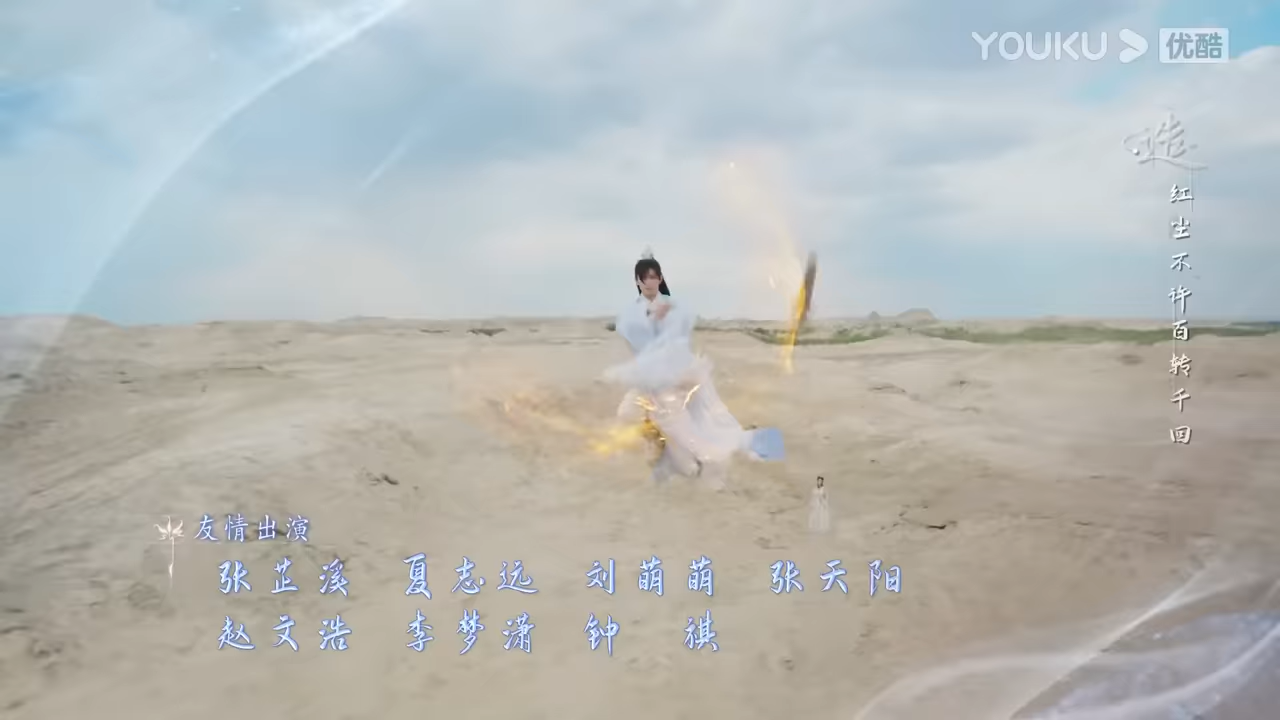 YOUKU 优酷
造
红尘不许百转千回
友情出演
张芷溪 夏志远 刘萌萌 张天阳
赵文浩 李梦潇 钟祺